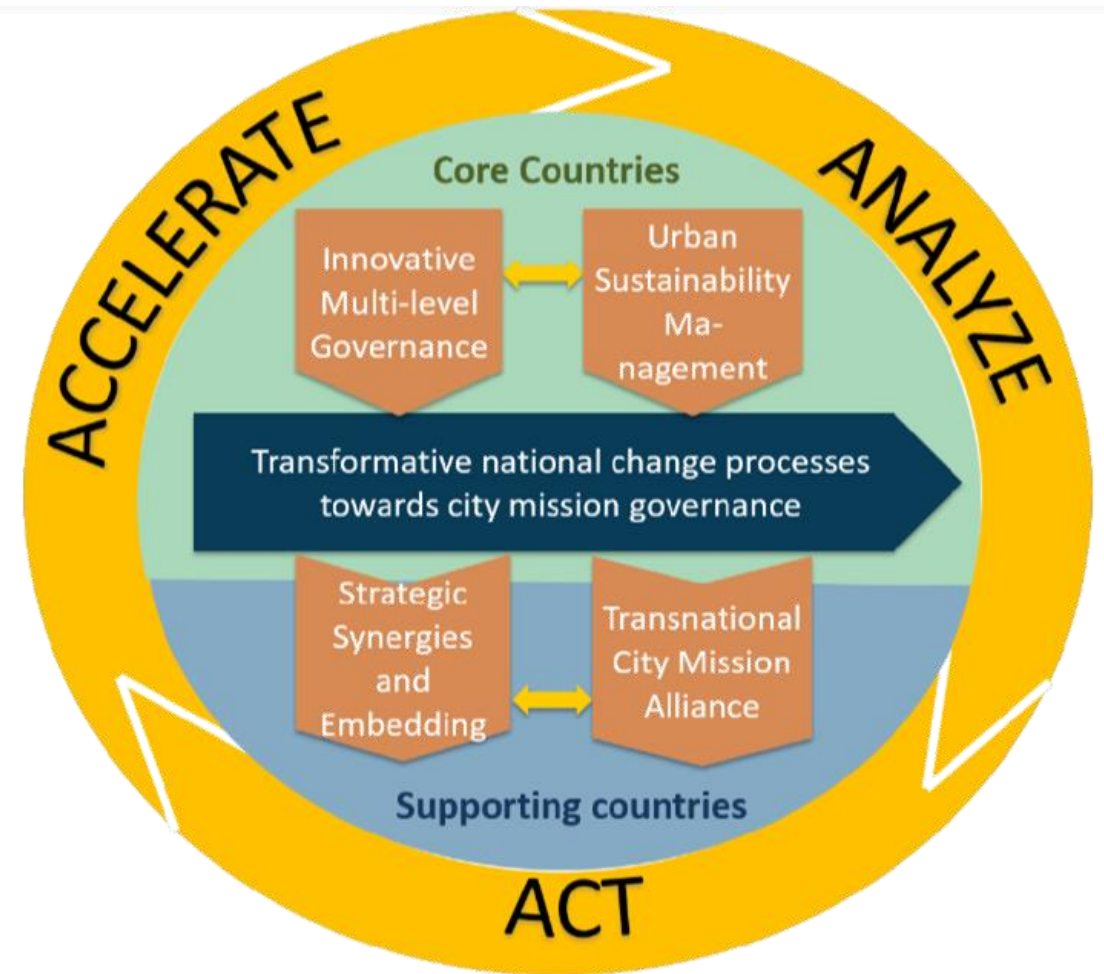 ACCELERATE
ANALYZE
Core Countries
Innovative
Multi-level
Governance
Urban
Sustainability
Ma-
nagement
Transformative national change processes
towards city mission governance
Strategic
Synergies
and
Embedding
Transnational
City Mission
Alliance
Supporting countries
ACT